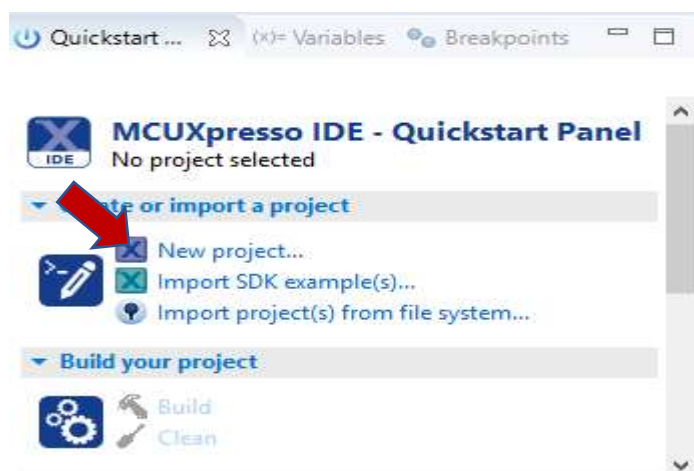 Quickstart ... (x)= Variables Breakpoints
MCUXpresso IDE - Quickstart Panel
IDE No project selected
ate or import a project
New project...
Import SDK example(s)...
Import project(s) from file system...
Build your project
Build
Clean